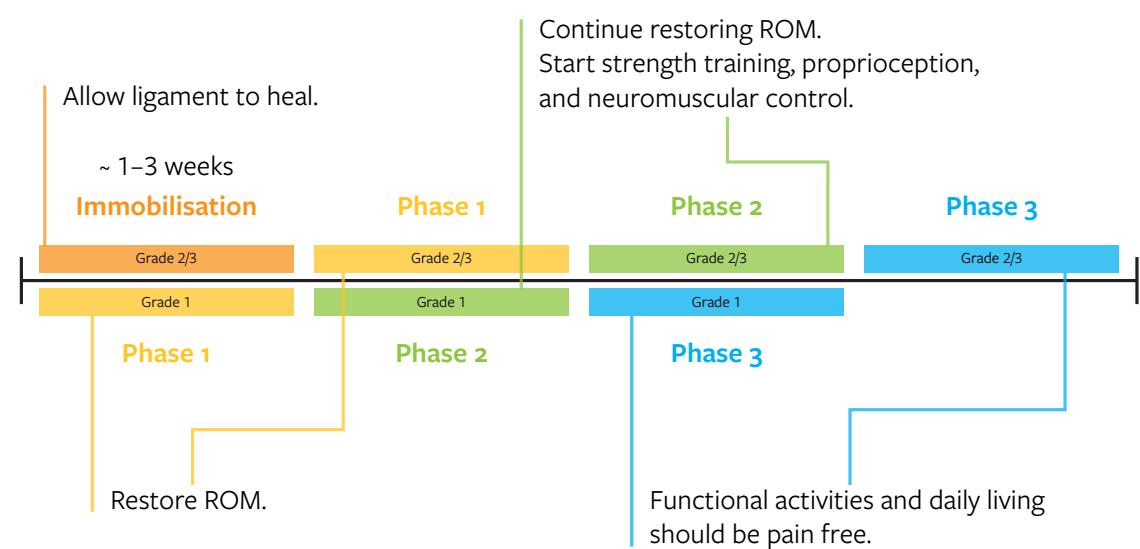 Continue restoring ROM.
Start strength training, proprioception,
and neuromuscular control.
Allow ligament to heal.
~ 1–3 weeks
Immobilisation
Phase 1
Phase 2
Phase 3
Grade 2/3
Grade 2/3
Grade 2/3
Grade 2/3
Grade 1
Grade 1
Grade 1
Phase 1
Phase 2
Phase 3
Restore ROM.
Functional activities and daily living
should be pain free.